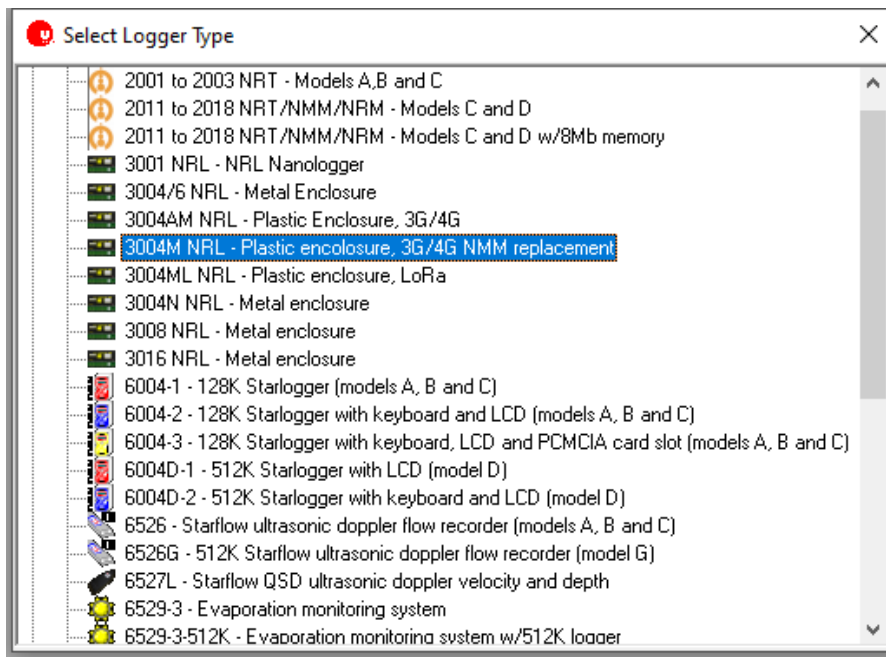 Select Logger Type
2001 to 2003 NRT - Models A,B and C
2011 to 2018 NRT/NMM/NRM - Models C and D
2011 to 2018 NRT/NMM/NRM - Models C and D w/8Mb memory
3001 NRL - NRL Nanologger
3004/6 NRL - Metal Enclosure
3004AM NRL - Plastic Enclosure, 3G/4G
3004M NRL - Plastic encolosure, 3G/4G NMM replacement
3004ML NRL - Plastic enclosure, LoRa
3004N NRL - Metal enclosure
3008 NRL - Metal enclosure
3016 NRL - Metal enclosure
6004-1 - 128K Starlogger (models A, B and C)
6004-2 - 128K Starlogger with keyboard and LCD (models A, B and C)
6004-3 - 128K Starlogger with keyboard, LCD and PCMCIA card slot (models A, B and C)
6004D-1 - 512K Starlogger with LCD (model D)
6004D-2 - 512K Starlogger with keyboard and LCD (model D)
6526 - Starflow ultrasonic doppler flow recorder (models A, B and C)
6526G - 512K Starflow ultrasonic doppler flow recorder (model G)
6527L - Starflow QSD ultrasonic doppler velocity and depth
6529-3 - Evaporation monitoring system
6529-3-512K - Evaporation monitoring system w/512K logger